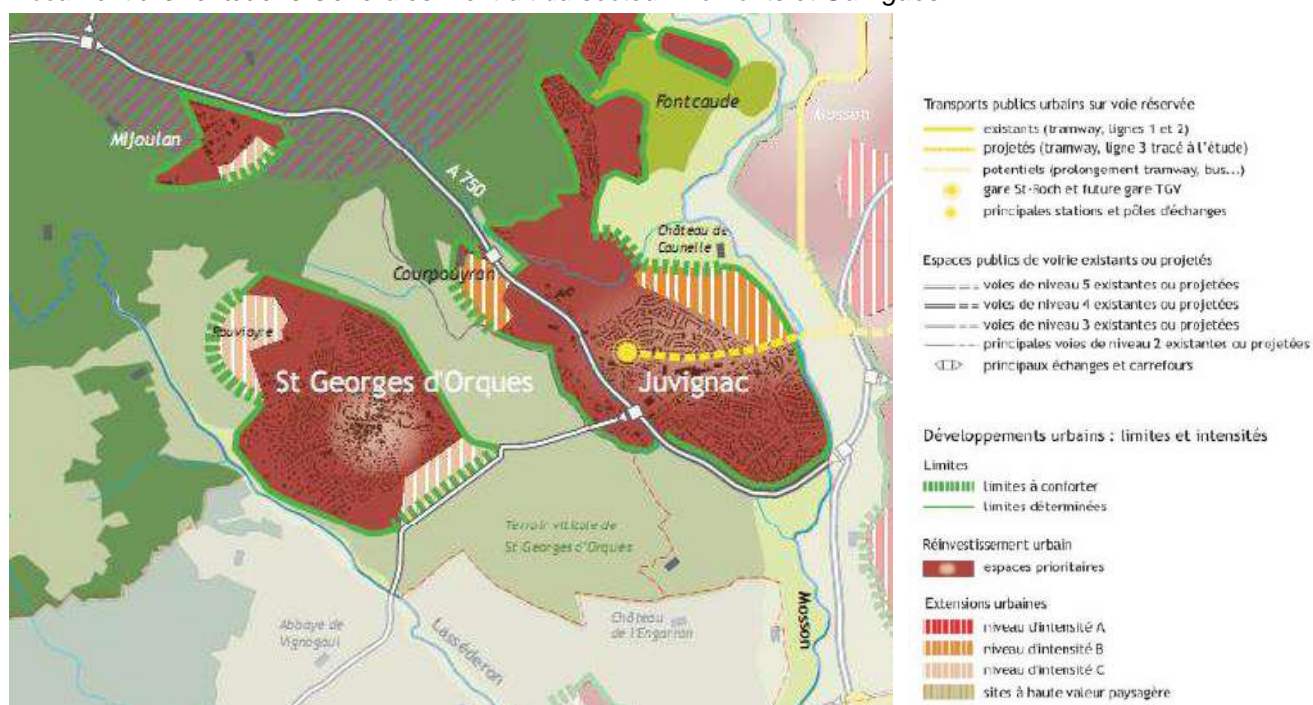 Mijoulan
Fontcaude
Mosson
A 750
Château de
Caunelle
Courpouyran
St Georges d'Orques
Juvignac
Terroir viticole de
St Georges d'Orques
Abbaye de
Vignogoul
Lassédéron
Château
de l'Engarran
Mosson
Transports publics urbains sur voie réservée
existants (tramway, lignes 1 et 2)
projetés (tramway, ligne 3 tracé à l'étude)
potentiels (prolongement tramway, bus...)
gare St-Roch et future gare TGV
principales stations et pôles d'échanges
Espaces publics de voirie existants ou projetés
voies de niveau 5 existantes ou projetées
voies de niveau 4 existantes ou projetées
voies de niveau 3 existantes ou projetées
principales voies de niveau 2 existantes ou projetées
principaux échanges et carrefours
Développements urbains : limites et intensités
Limites
limites à conforter
limites déterminées
Réinvestissement urbain
espaces prioritaires
Extensions urbaines
niveau d'intensité A
niveau d'intensité B
niveau d'intensité C
sites à haute valeur paysagère